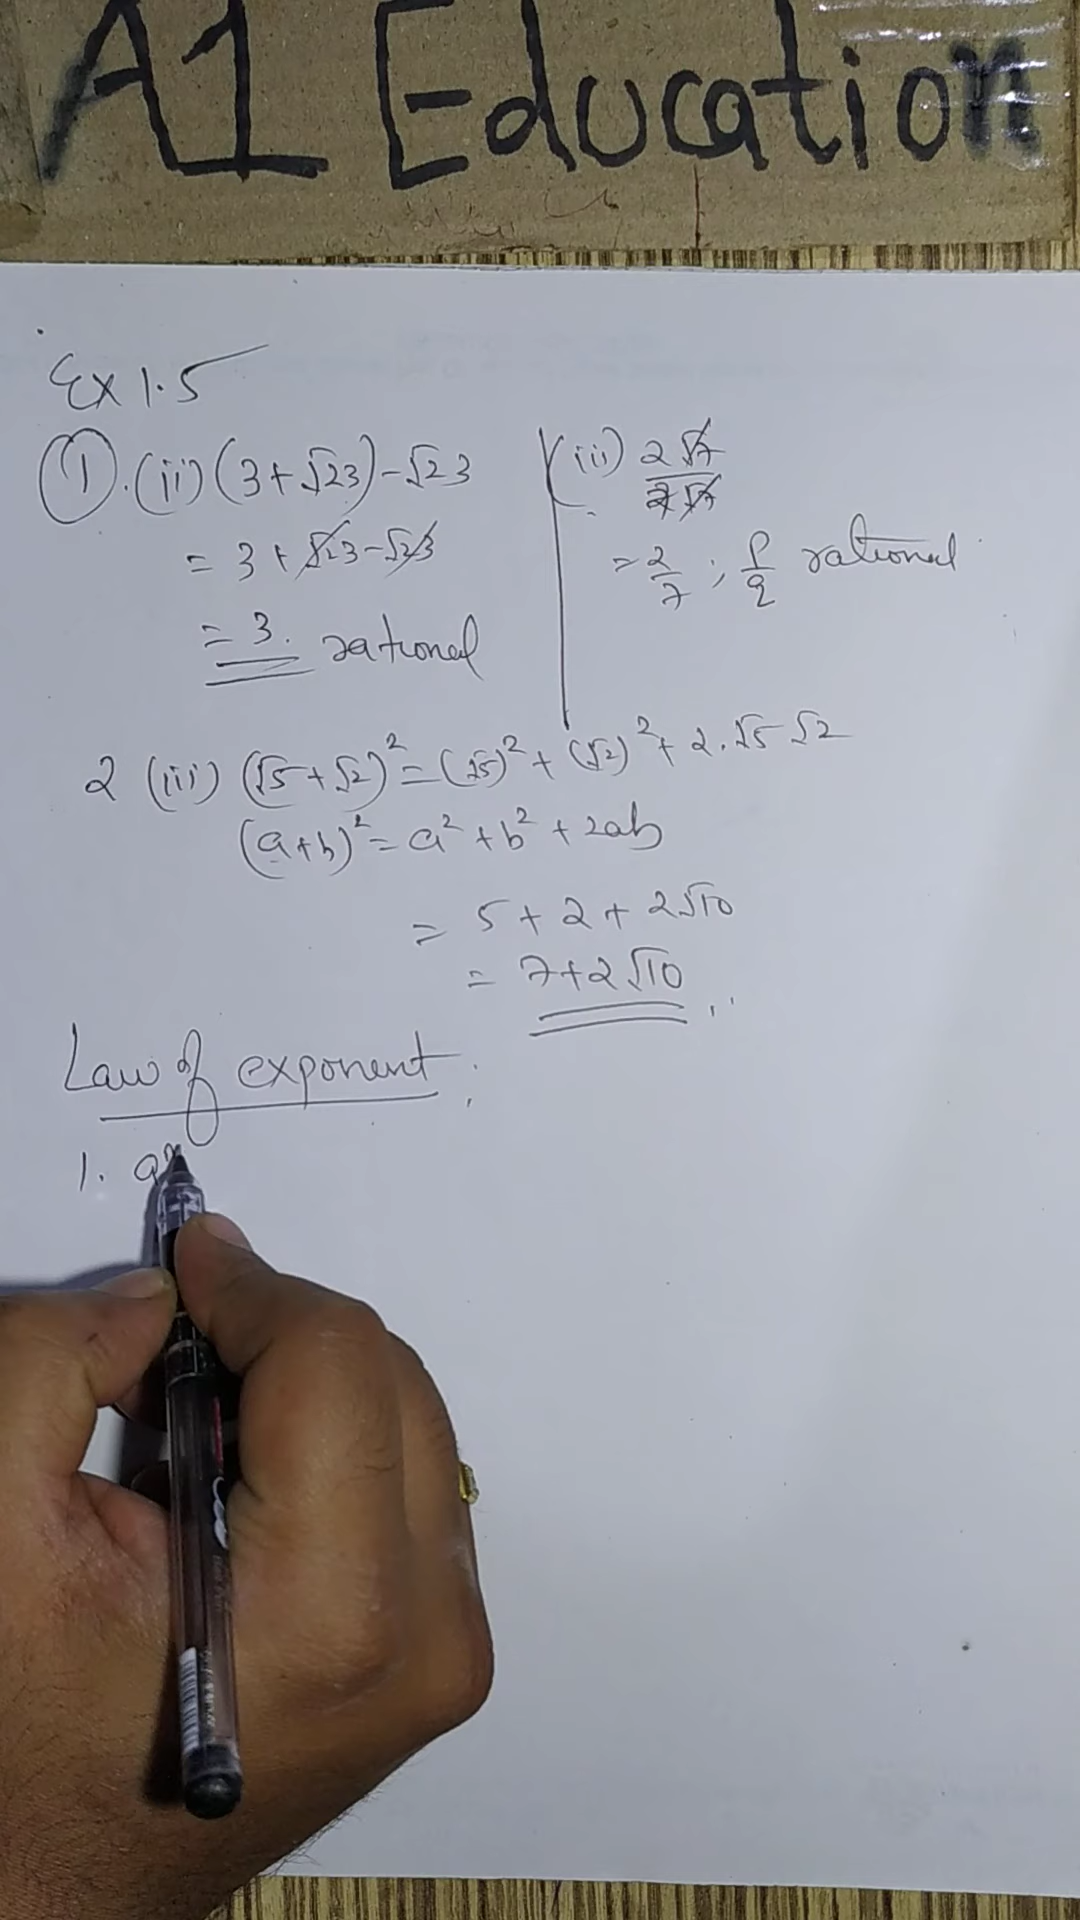 A1 Education
Ex 1.5
①.(ii) (3+√23)-√23
= 3+√23-√23
= 3. rational
(iii) 2√7
7√7
= 2/7 ; p/q rational
2 (iii) (√5+√2)² = (√5)² + (√2)² + 2.√5 √2
(a+b)² = a² + b² + 2ab
= 5 + 2 + 2√10
= 7+2√10
Law of exponent
1. a